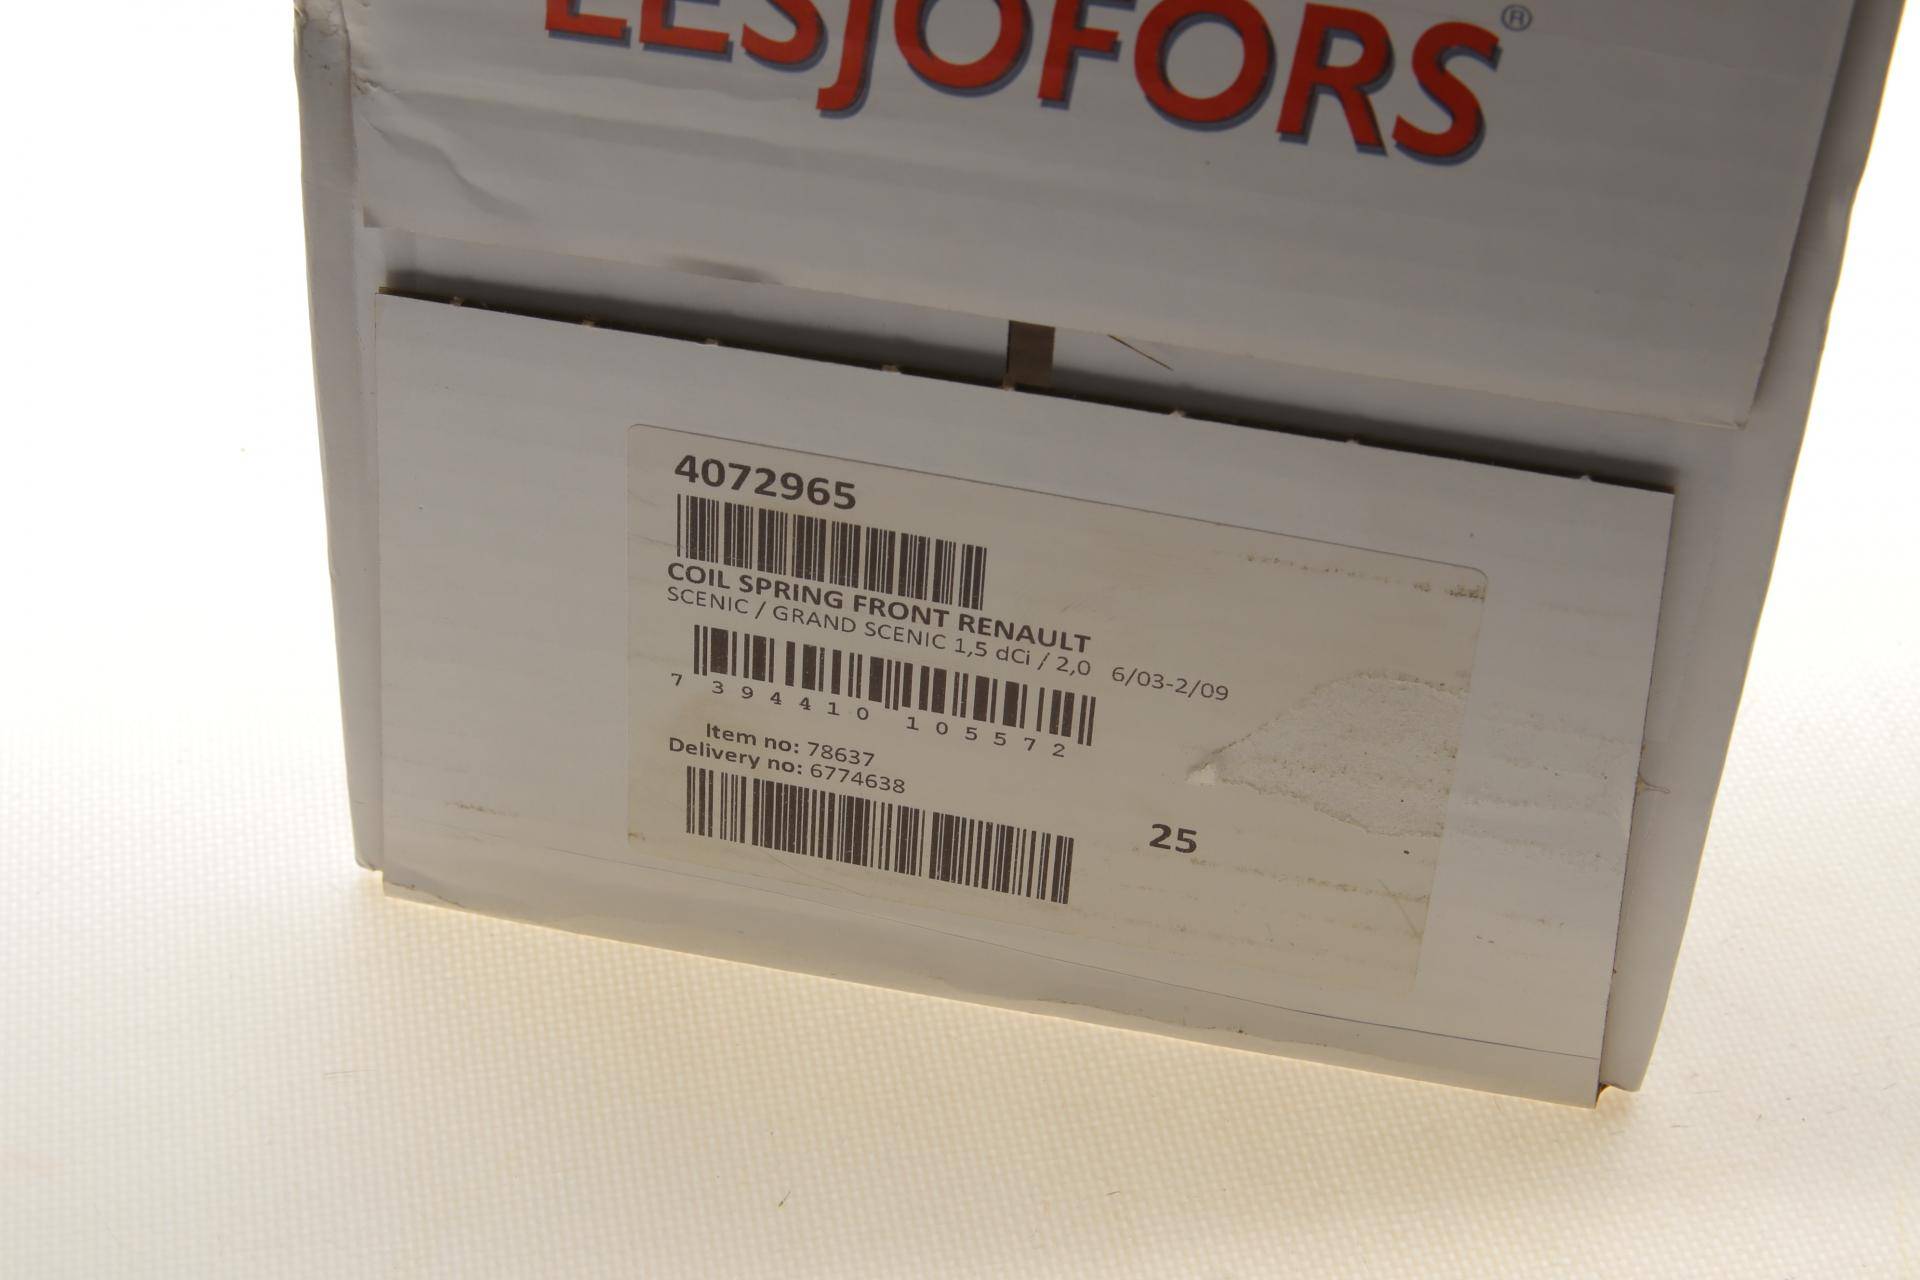 LESJOFORS®
4072965
COIL SPRING FRONT RENAULT
SCENIC / GRAND SCENIC 1,5 dCi / 2,0 6/03-2/09
7 394410 105572
Item no: 78637
Delivery no: 6774638
25